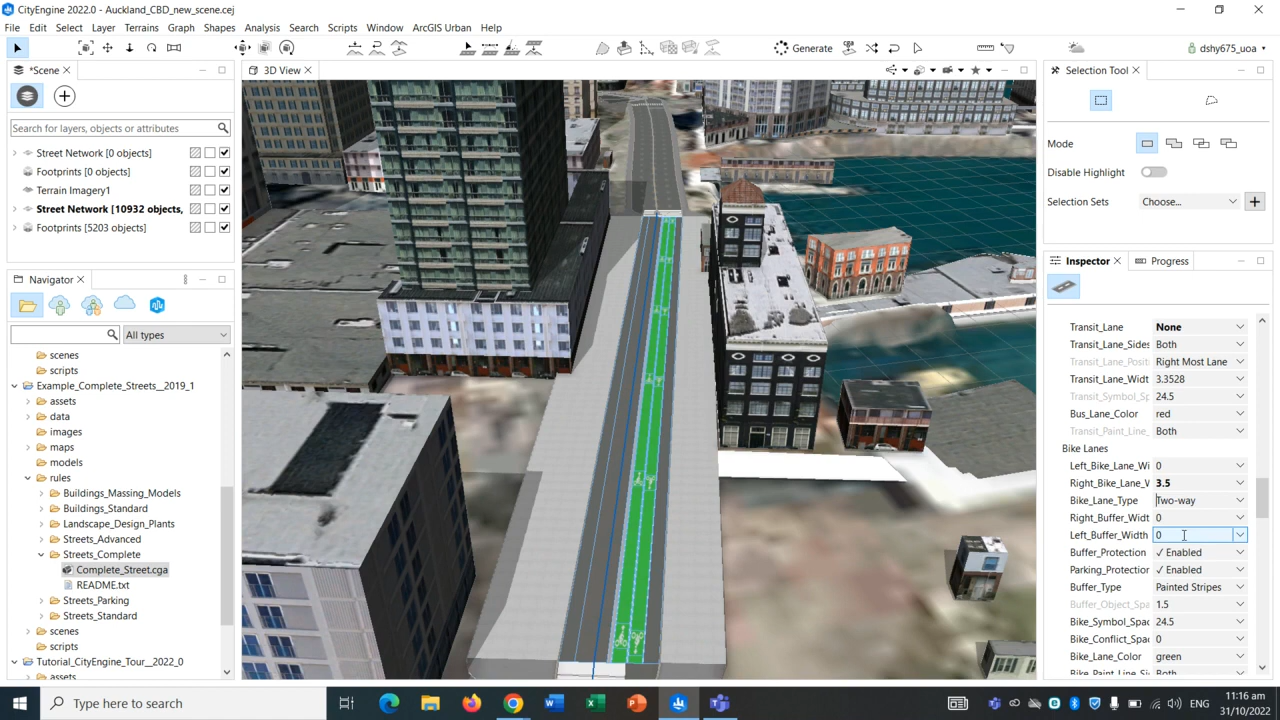 CityEngine 2022.0 - Auckland_CBD_new_scene.cej
File Edit Select Layer Terrains Graph Shapes Analysis Search Scripts Window ArcGIS Urban Help
Generate
dshy675_uoa
*Scene
Search for layers, objects or attributes
Street Network [0 objects]
Footprints [0 objects]
Terrain Imagery1
Street Network [10932 objects,
Footprints [5203 objects]
Navigator
All types
scenes
scripts
Example_Complete_Streets__2019_1
assets
data
images
maps
models
rules
Buildings_Massing_Models
Buildings_Standard
Landscape_Design_Plants
Streets_Advanced
Streets_Complete
Complete_Street.cga
README.txt
Streets_Parking
Streets_Standard
scenes
scripts
Tutorial_CityEngine_Tour__2022_0
assets
3D View
Selection Tool
Mode
Disable Highlight
Selection Sets Choose...
Inspector Progress
Transit_Lane None
Transit_Lane_Sides Both
Transit_Lane_Positi Right Most Lane
Transit_Lane_Widt 3.3528
Transit_Symbol_S 24.5
Bus_Lane_Color red
Transit_Paint_Line_ Both
Bike Lanes
Left_Bike_Lane_Wi 0
Right_Bike_Lane_V 3.5
Bike_Lane_Type Two-way
Right_Buffer_Widt 0
Left_Buffer_Width 0
Buffer_Protection ✓ Enabled
Parking_Protection ✓ Enabled
Buffer_Type Painted Stripes
Buffer_Object_Spa 1.5
Bike_Symbol_Spac 24.5
Bike_Conflict_Spac 0
Bike_Lane_Color green
Bike_Paint_Line_Si Both
Type here to search
ENG
11:16 am
31/10/2022